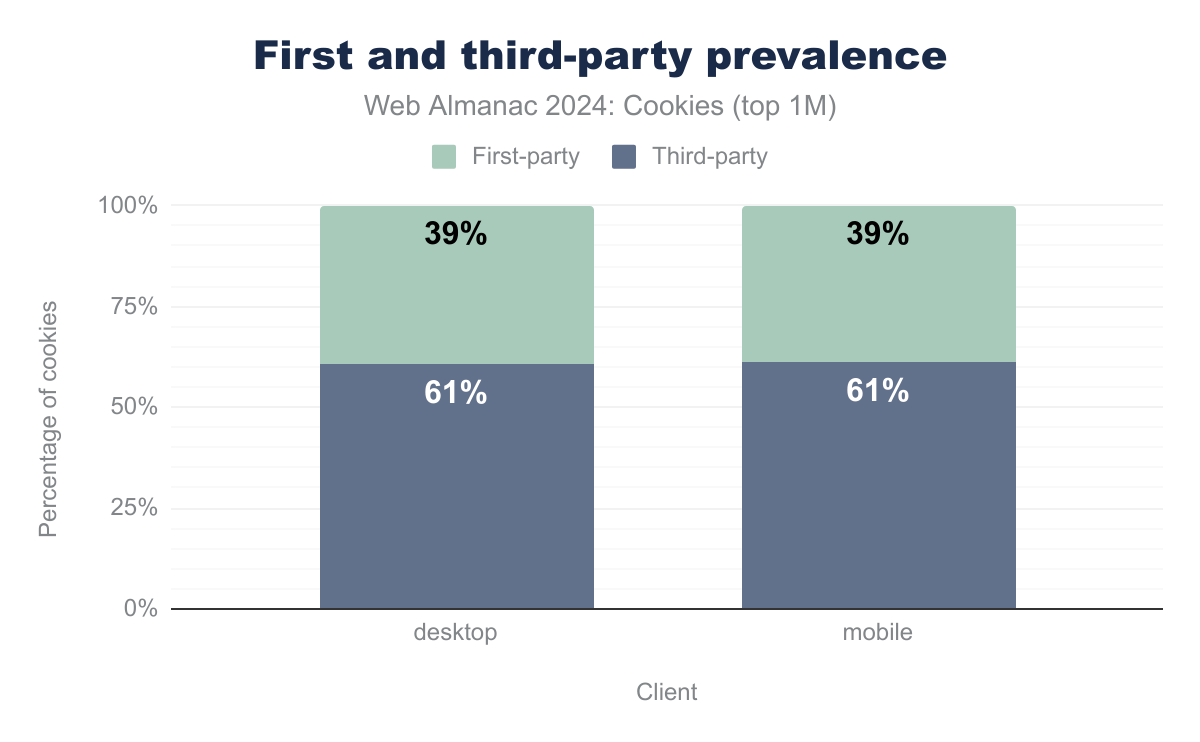 First and third-party prevalence
Web Almanac 2024: Cookies (top 1M)
First-party
Third-party
Percentage of cookies
100%
75%
50%
25%
0%
39%
39%
61%
61%
desktop
mobile
Client